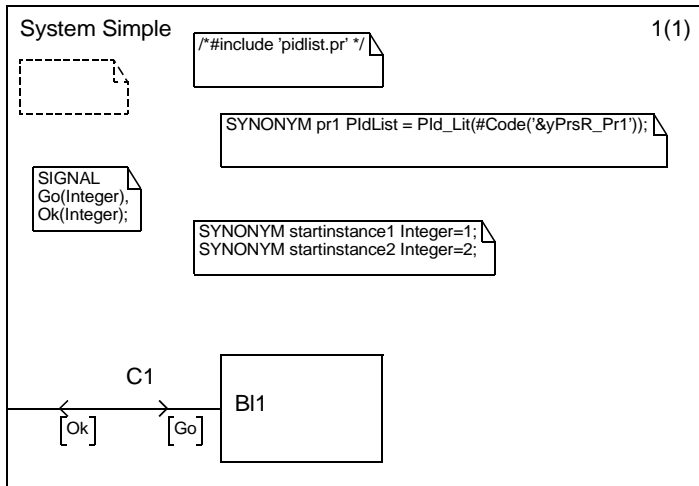 System Simple
1(1)
/*#include 'pidlist.pr' */
SYNONYM pr1 PIdList = PId_Lit(#Code('&yPrsR_Pr1'));
SIGNAL
Go(Integer),
Ok(Integer);
SYNONYM startinstance1 Integer=1;
SYNONYM startinstance2 Integer=2;
C1
Bl1
[Ok]
[Go]